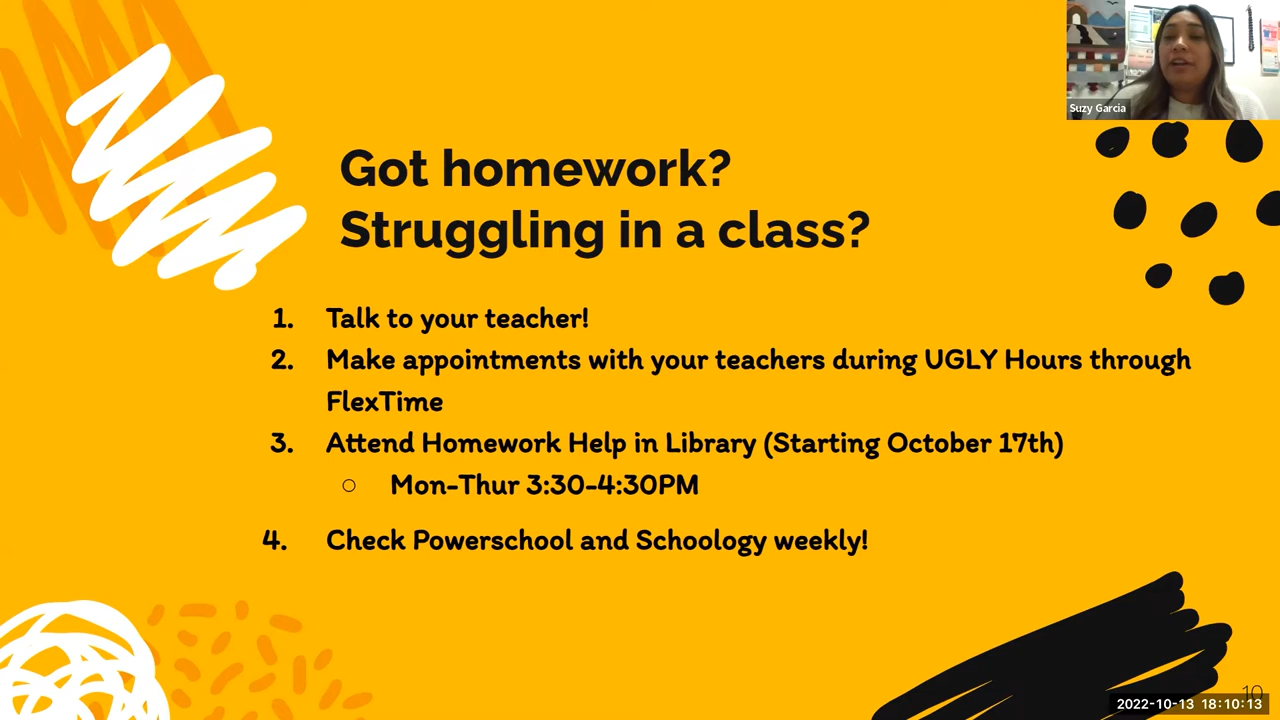 Suzy Garcia
Got homework?
Struggling in a class?
1. Talk to your teacher!
2. Make appointments with your teachers during UGLY Hours through
FlexTime
3. Attend Homework Help in Library (Starting October 17th)
○ Mon-Thur 3:30-4:30PM
4. Check Powerschool and Schoology weekly!
10
2022-10-13 18:10:13